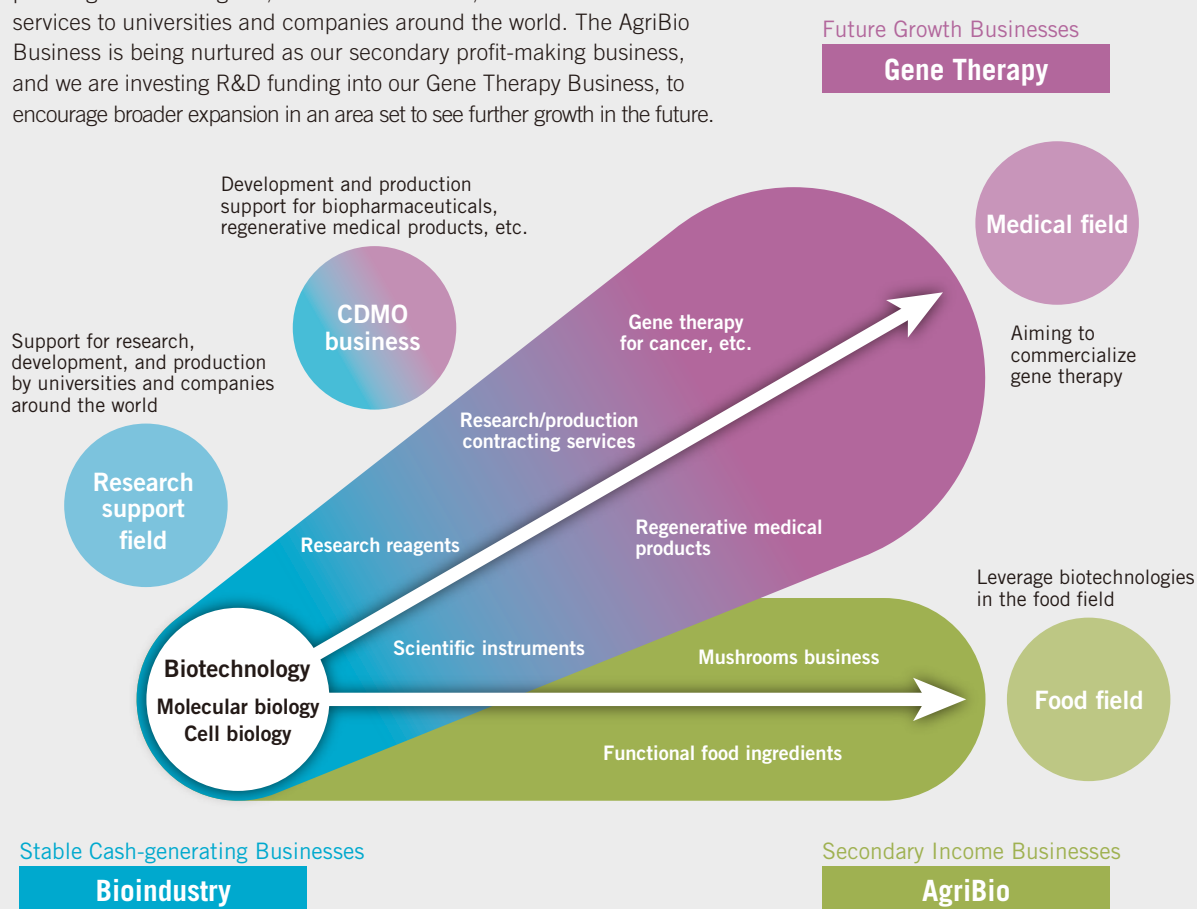 services to universities and companies around the world. The AgriBio
Business is being nurtured as our secondary profit-making business,
and we are investing R&D funding into our Gene Therapy Business, to
encourage broader expansion in an area set to see further growth in the future.
Future Growth Businesses
Gene Therapy
Development and production
support for biopharmaceuticals,
regenerative medical products, etc.
CDMO
business
Medical field
Aiming to
commercialize
gene therapy
Support for research,
development, and production
by universities and companies
around the world
Research
support
field
Gene therapy
for cancer, etc.
Research/production
contracting services
Research reagents
Regenerative medical
products
Scientific instruments
Leverage biotechnologies
in the food field
Food field
Mushrooms business
Functional food ingredients
Biotechnology
Molecular biology
Cell biology
Stable Cash-generating Businesses
Bioindustry
Secondary Income Businesses
AgriBio